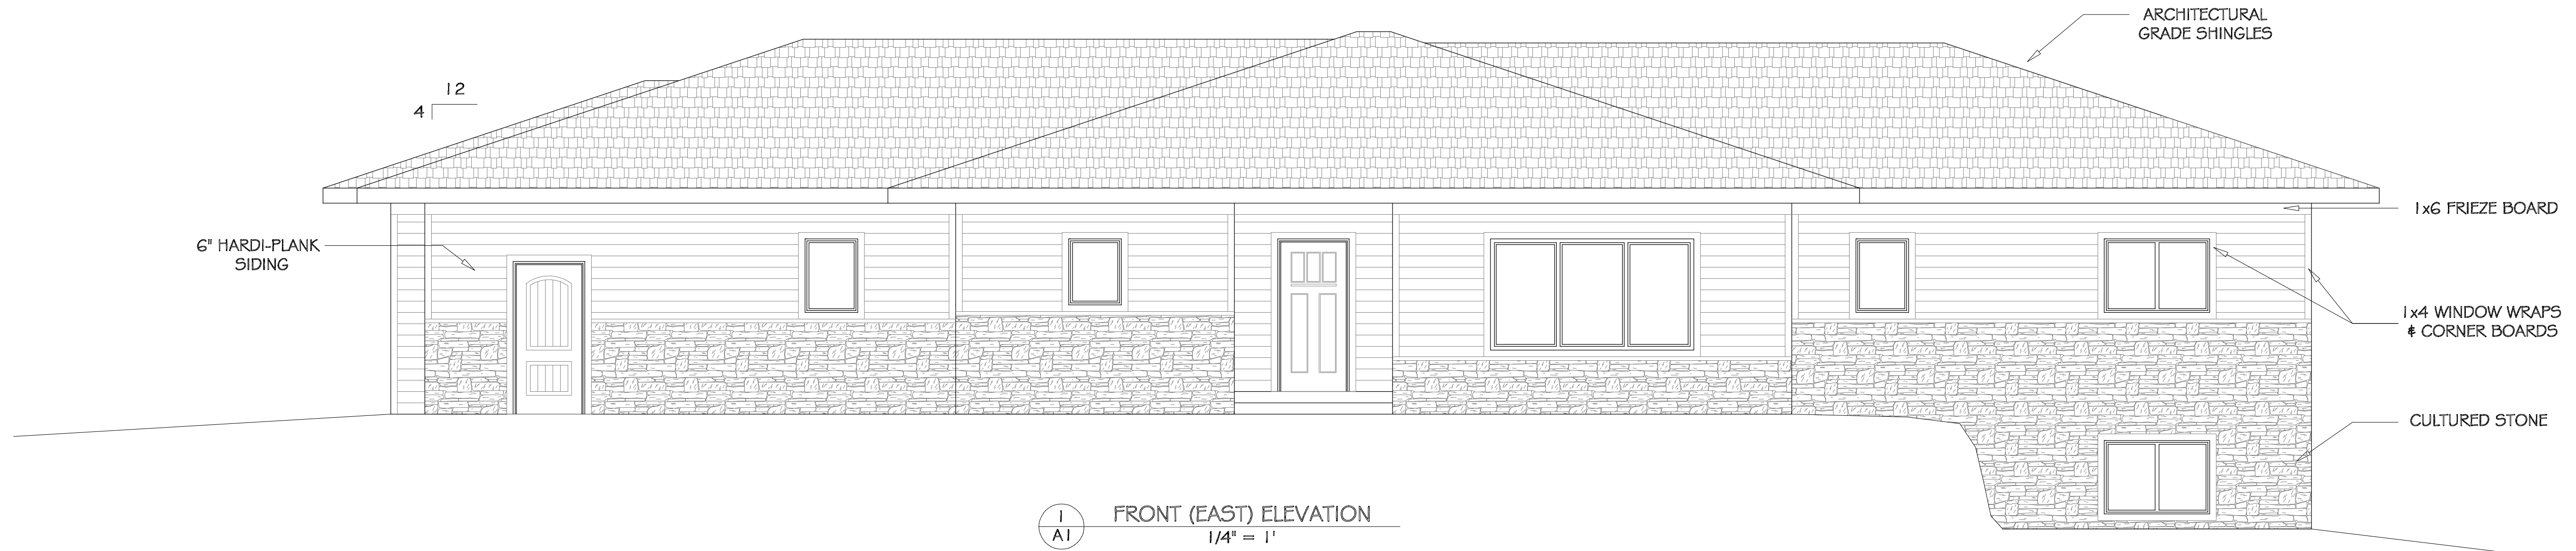 ARCHITECTURAL
GRADE SHINGLES
12
4
1x6 FRIEZE BOARD
6" HARDI-PLANK
SIDING
1x4 WINDOW WRAPS
& CORNER BOARDS
CULTURED STONE
1
A1
FRONT (EAST) ELEVATION
1/4" = 1'